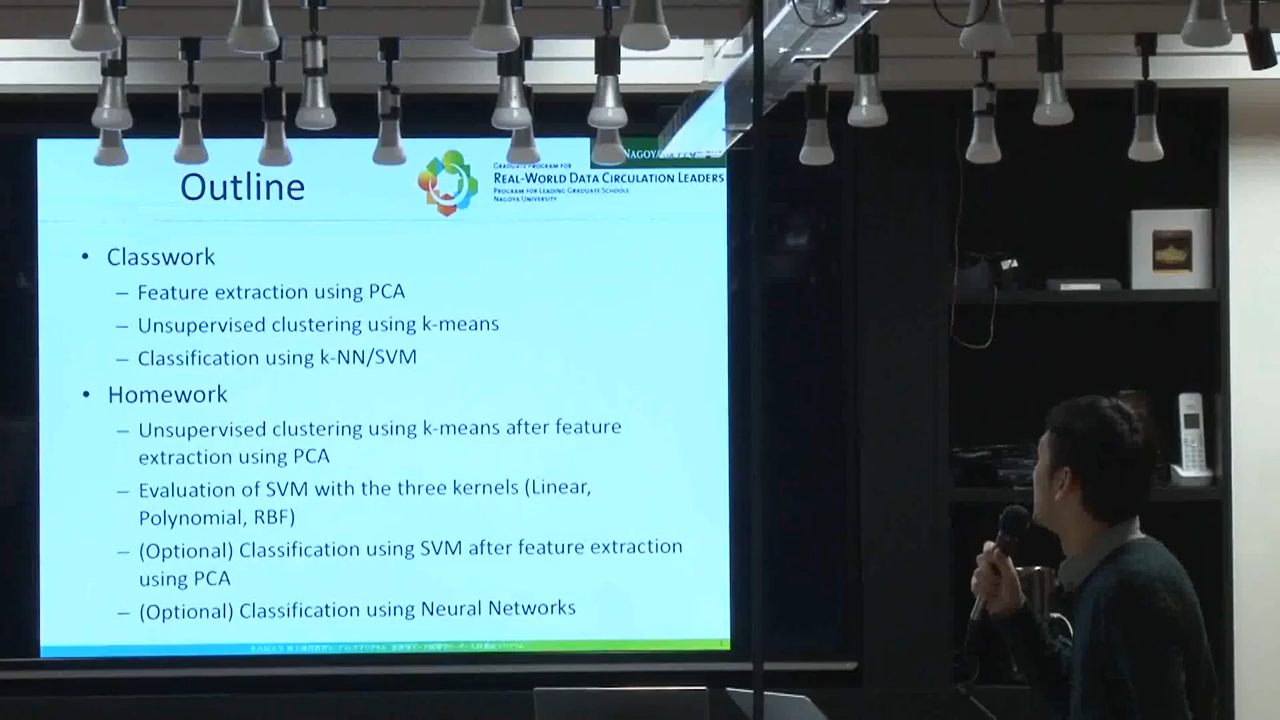 Outline
NAGOYA
GRADUATE PROGRAM FOR
REAL-WORLD DATA CIRCULATION LEADERS
PROGRAM FOR LEADING GRADUATE SCHOOLS
NAGOYA UNIVERSITY
• Classwork
– Feature extraction using PCA
– Unsupervised clustering using k-means
– Classification using k-NN/SVM
• Homework
– Unsupervised clustering using k-means after feature
extraction using PCA
– Evaluation of SVM with the three kernels (Linear,
Polynomial, RBF)
– (Optional) Classification using SVM after feature extraction
using PCA
– (Optional) Classification using Neural Networks